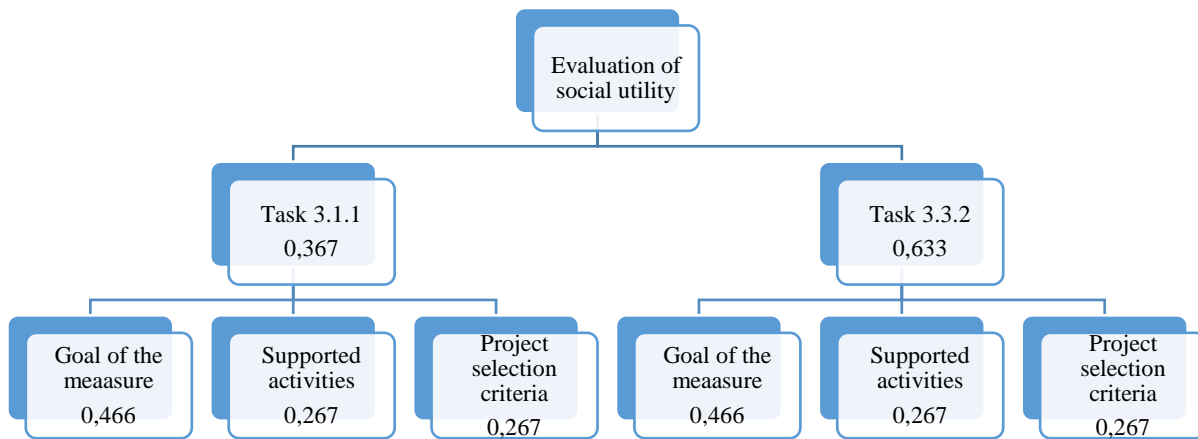 Evaluation of
social utility
Task 3.1.1
0,367
Task 3.3.2
0,633
Goal of the
meaasure
0,466
Supported
activities
0,267
Project
selection
criteria
0,267
Goal of the
meaasure
0,466
Supported
activities
0,267
Project
selection
criteria
0,267